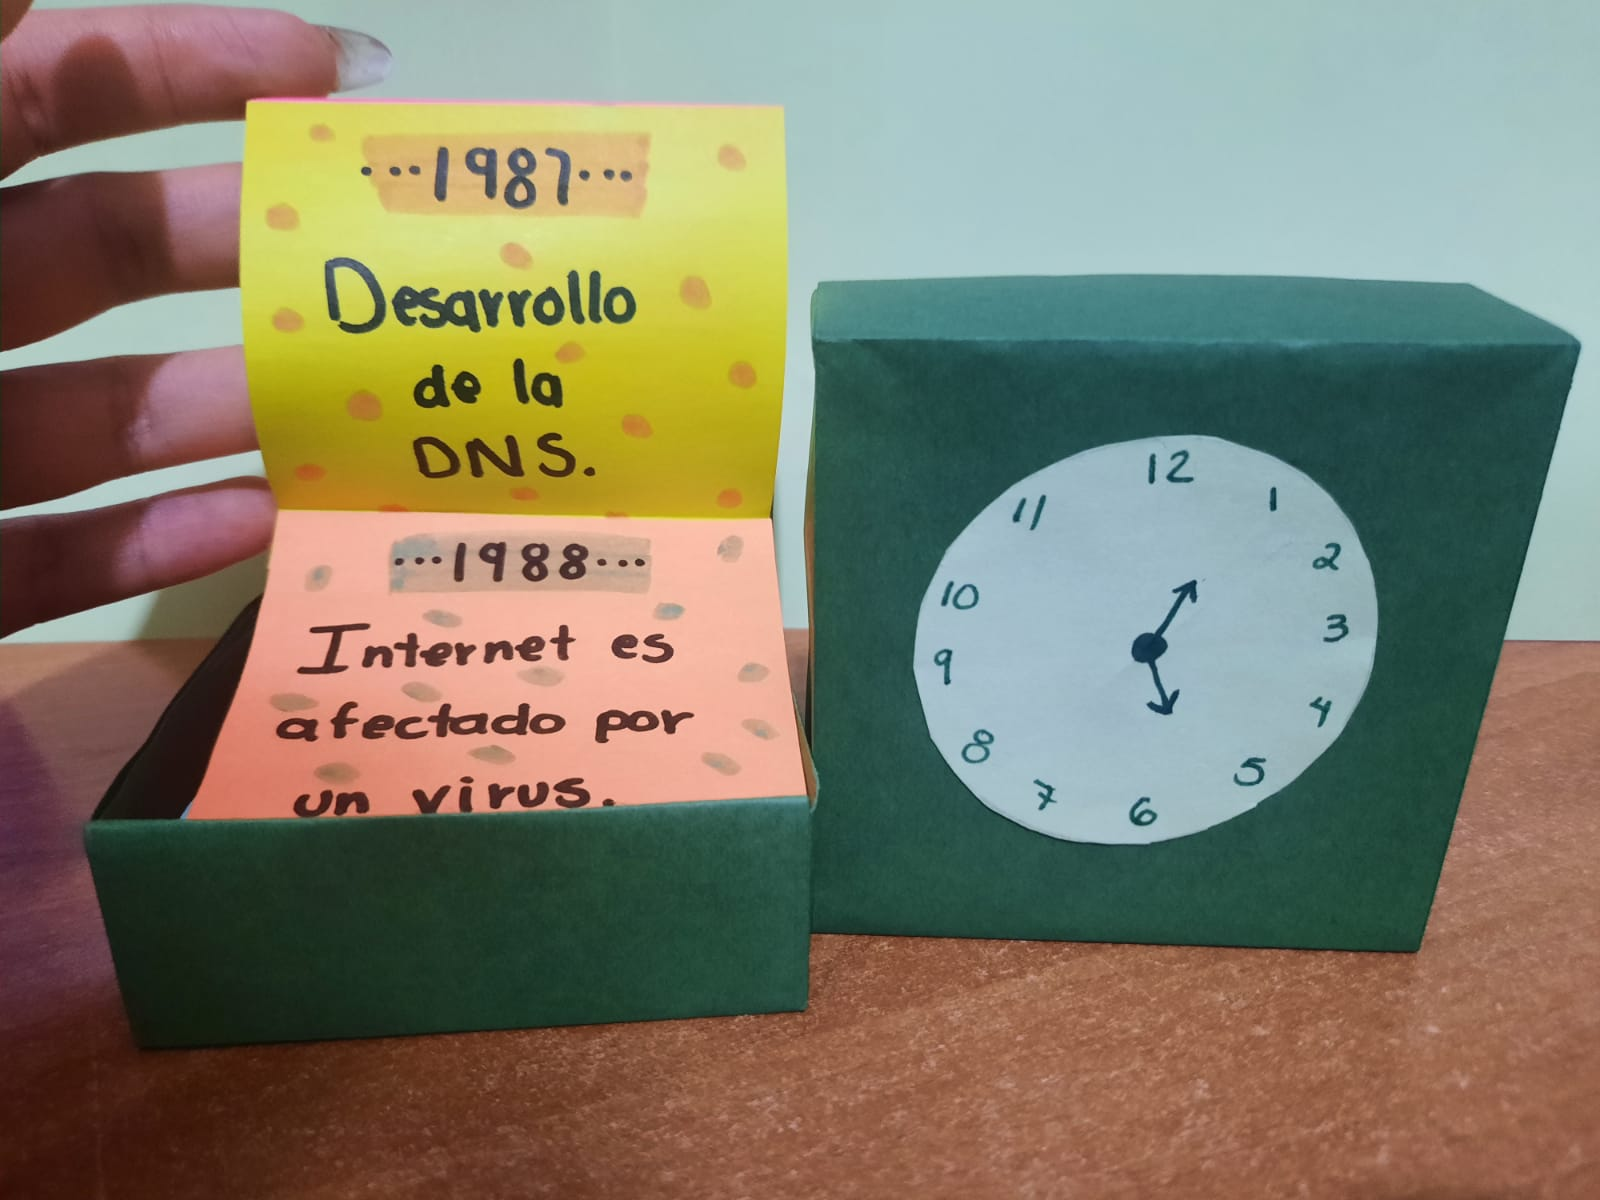 ...1987...
Desarrollo
de la
DNS.
...1988...
Internet es
afectado por
un virus.
12
1
2
3
4
5
6
7
8
9
10
11